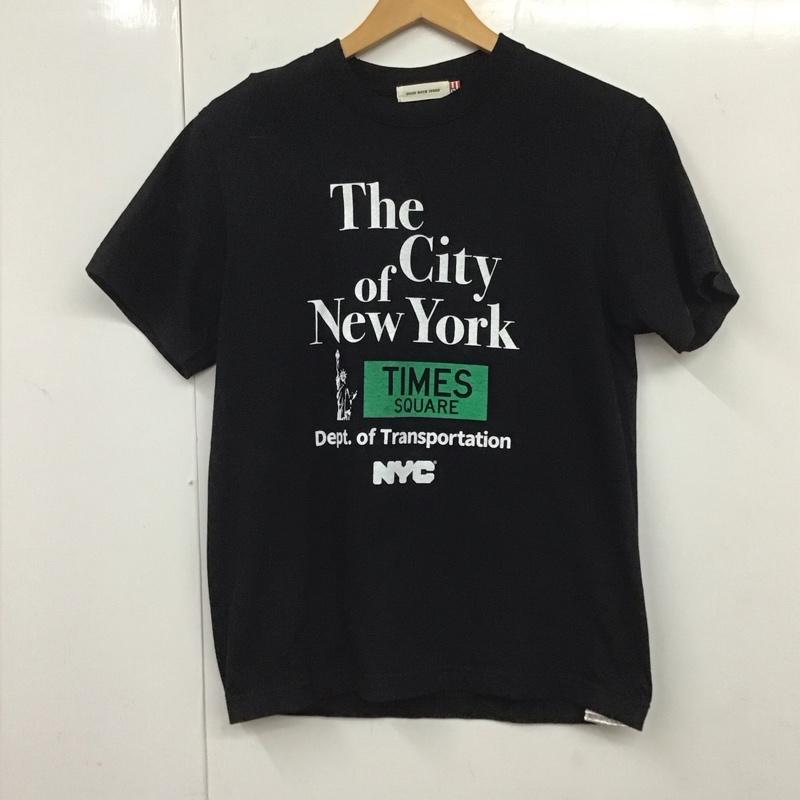 The
City
of
New York
TIMES
SQUARE
Dept. of Transportation
NYC